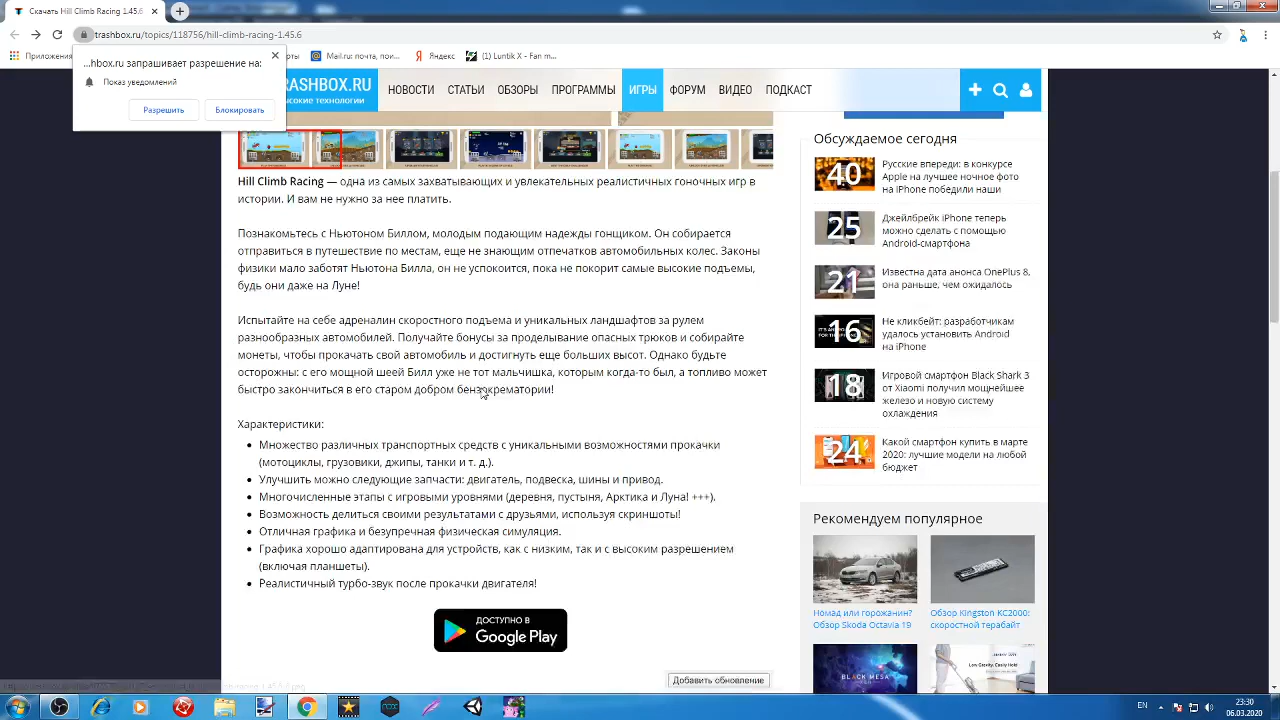 Скачать Hill Climb Racing 1.45.6
trashbox.ru/topics/118756/hill-climb-racing-1.45.6
Приложения
Mail.ru: почта, пои...
Яндекс
(1) Luntik X - Fan m...
...hbox.ru запрашивает разрешение на:
Показ уведомлений
Разрешить
Блокировать
RASHBOX.RU
ысокие технологии
НОВОСТИ
СТАТЬИ
ОБЗОРЫ
ПРОГРАММЫ
ИГРЫ
ФОРУМ
ВИДЕО
ПОДКАСТ
Hill Climb Racing — одна из самых захватывающих и увлекательных реалистичных гоночных игр в
истории. И вам не нужно за нее платить.
Познакомьтесь с Ньютоном Биллом, молодым подающим надежды гонщиком. Он собирается
отправиться в путешествие по местам, еще не знающим отпечатков автомобильных колес. Законы
физики мало заботят Ньютона Билла, он не успокоится, пока не покорит самые высокие подъемы,
будь они даже на Луне!
Испытайте на себе адреналин скоростного подъема и уникальных ландшафтов за рулем
разнообразных автомобилей. Получайте бонусы за проделывание опасных трюков и собирайте
монеты, чтобы прокачать свой автомобиль и достигнуть еще больших высот. Однако будьте
осторожны: с его мощной шеей Билл уже не тот мальчишка, которым когда-то был, а топливо может
быстро закончиться в его старом добром бензокрематории!
Характеристики:
Множество различных транспортных средств с уникальными возможностями прокачки
(мотоциклы, грузовики, джипы, танки и т. д.).
Улучшить можно следующие запчасти: двигатель, подвеска, шины и привод.
Многочисленные этапы с игровыми уровнями (деревня, пустыня, Арктика и Луна! +++).
Возможность делиться своими результатами с друзьями, используя скриншоты!
Отличная графика и безупречная физическая симуляция.
Графика хорошо адаптирована для устройств, как с низким, так и с высоким разрешением
(включая планшеты).
Реалистичный турбо-звук после прокачки двигателя!
ДОСТУПНО В
Google Play
Добавить обновление
Обсуждаемое сегодня
40
Русские впереди: в конкурсе
Apple на лучшее ночное фото
на iPhone победили наши
25
Джейлбрейк iPhone теперь
можно сделать с помощью
Android-смартфона
21
Известна дата анонса OnePlus 8,
она раньше, чем ожидалось
16
Не кликбейт: разработчикам
удалось установить Android
на iPhone
18
Игровой смартфон Black Shark 3
от Xiaomi получил мощнейшее
железо и новую систему
охлаждения
24
Какой смартфон купить в марте
2020: лучшие модели на любой
бюджет
Рекомендуем популярное
Номад или горожанин?
Обзор Skoda Octavia 19
Обзор Kingston KC2000:
скоростной терабайт
BLACK MESA
EN
23:30
06.03.2020